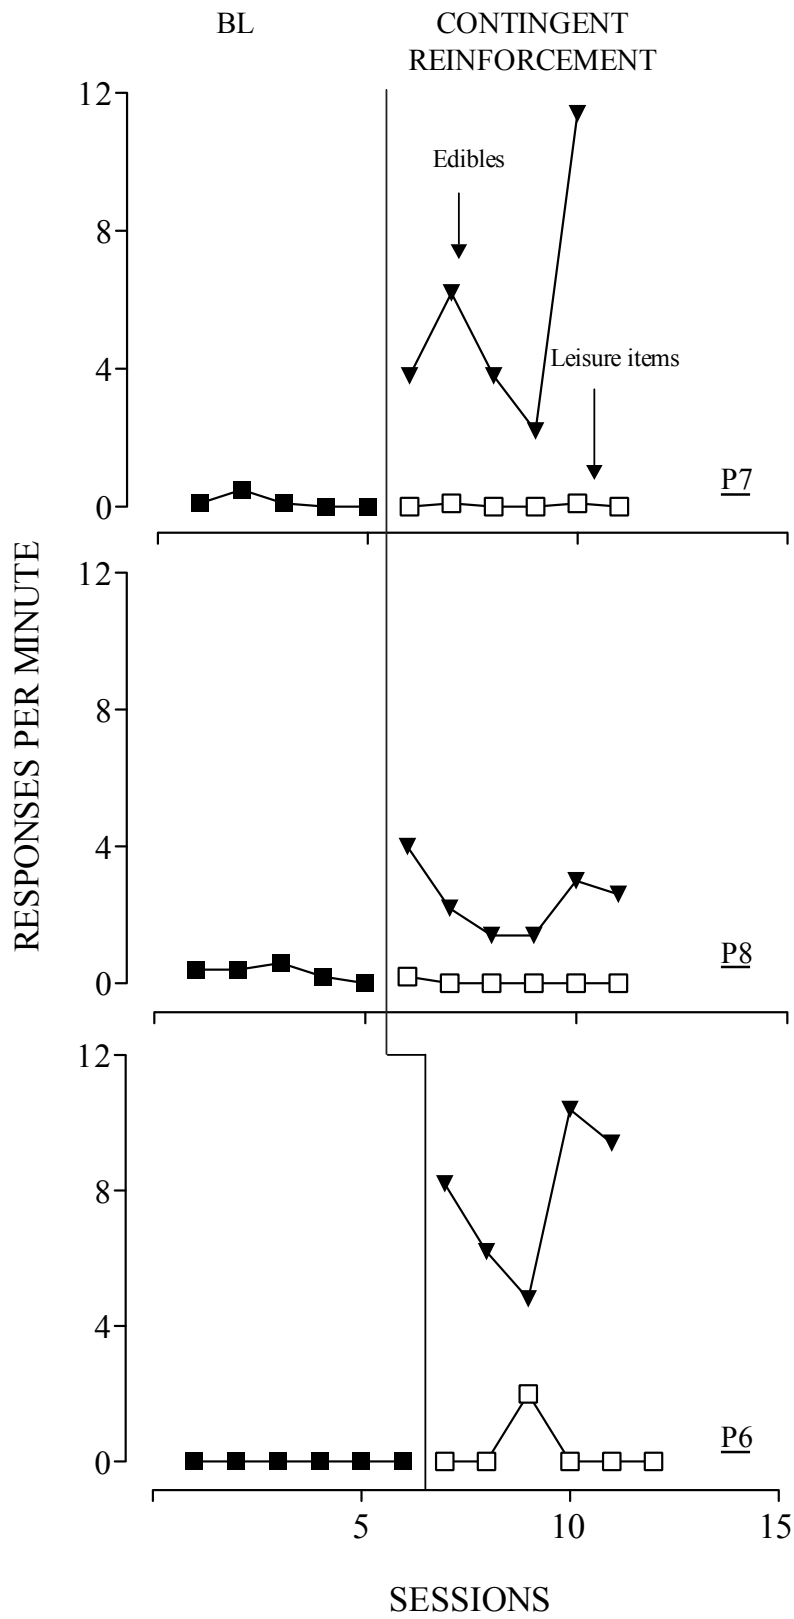 BL
CONTINGENT
REINFORCEMENT
12
Edibles
8
4
Leisure items
0
P7
12
8
4
0
P8
RESPONSES PER MINUTE
12
8
4
0
P6
5
10
15
SESSIONS